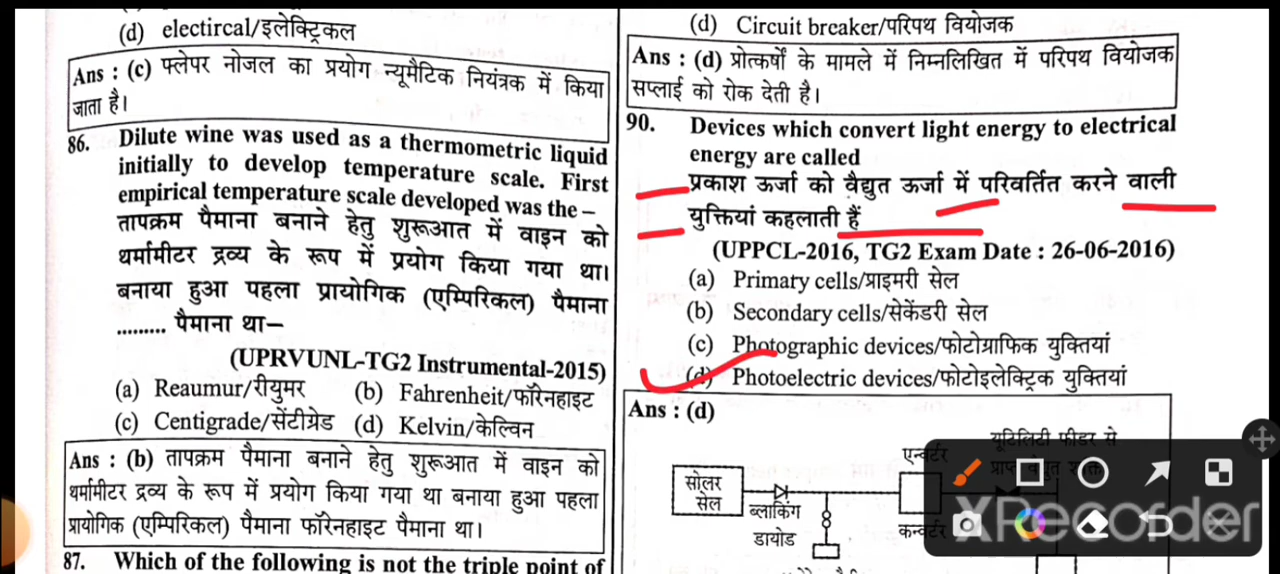 (d) electircal/इलेक्ट्रिकल
Ans : (c) फ्लेपर नोजल का प्रयोग न्यूमैटिक नियंत्रक में किया
जाता है।
86. Dilute wine was used as a thermometric liquid
initially to develop temperature scale. First
empirical temperature scale developed was the –
तापक्रम पैमाना बनाने हेतु शुरूआत में वाइन को
थर्मामीटर द्रव्य के रूप में प्रयोग किया गया था।
बनाया हुआ पहला प्रायोगिक (एम्पिरिकल) पैमाना
......... पैमाना था–
(UPRVUNL-TG2 Instrumental-2015)
(a) Reaumur/रीयुमर (b) Fahrenheit/फॉरेनहाइट
(c) Centigrade/सेंटीग्रेड (d) Kelvin/केल्विन
Ans : (b) तापक्रम पैमाना बनाने हेतु शुरूआत में वाइन को
थर्मामीटर द्रव्य के रूप में प्रयोग किया गया था बनाया हुआ पहला
प्रायोगिक (एम्पिरिकल) पैमाना फॉरेनहाइट पैमाना था।
87. Which of the following is not the triple point of
(d) Circuit breaker/परिपथ वियोजक
Ans : (d) प्रोत्कर्षों के मामले में निम्नलिखित में परिपथ वियोजक
सप्लाई को रोक देती है।
90. Devices which convert light energy to electrical
energy are called
प्रकाश ऊर्जा को वैद्युत ऊर्जा में परिवर्तित करने वाली
युक्तियां कहलाती हैं
(UPPCL-2016, TG2 Exam Date : 26-06-2016)
(a) Primary cells/प्राइमरी सेल
(b) Secondary cells/सेकेंडरी सेल
(c) Photographic devices/फोटोग्राफिक युक्तियां
(d) Photoelectric devices/फोटोइलेक्ट्रिक युक्तियां
Ans : (d)
यूटिलिटी फीडर से
एन्वर्टर
सोलर
सेल
ब्लाकिंग
डायोड
कन्वर्टर
XRecorder